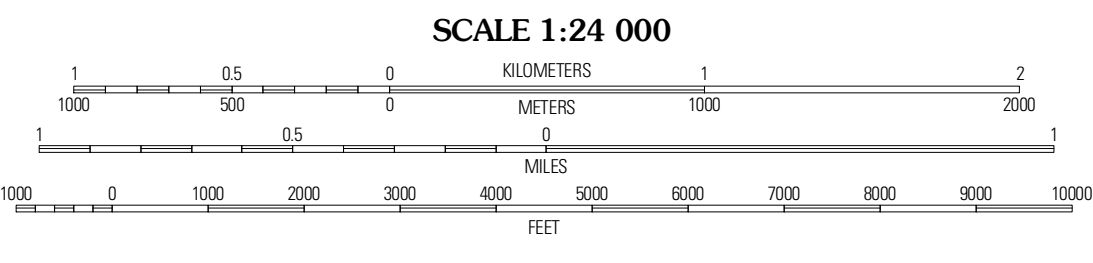 SCALE 1:24 000
1 0.5 0 KILOMETERS 1 2
1000 500 0 METERS 1000 2000
1 0.5 0 1
MILES
1000 0 1000 2000 3000 4000 5000 6000 7000 8000 9000 10000
FEET